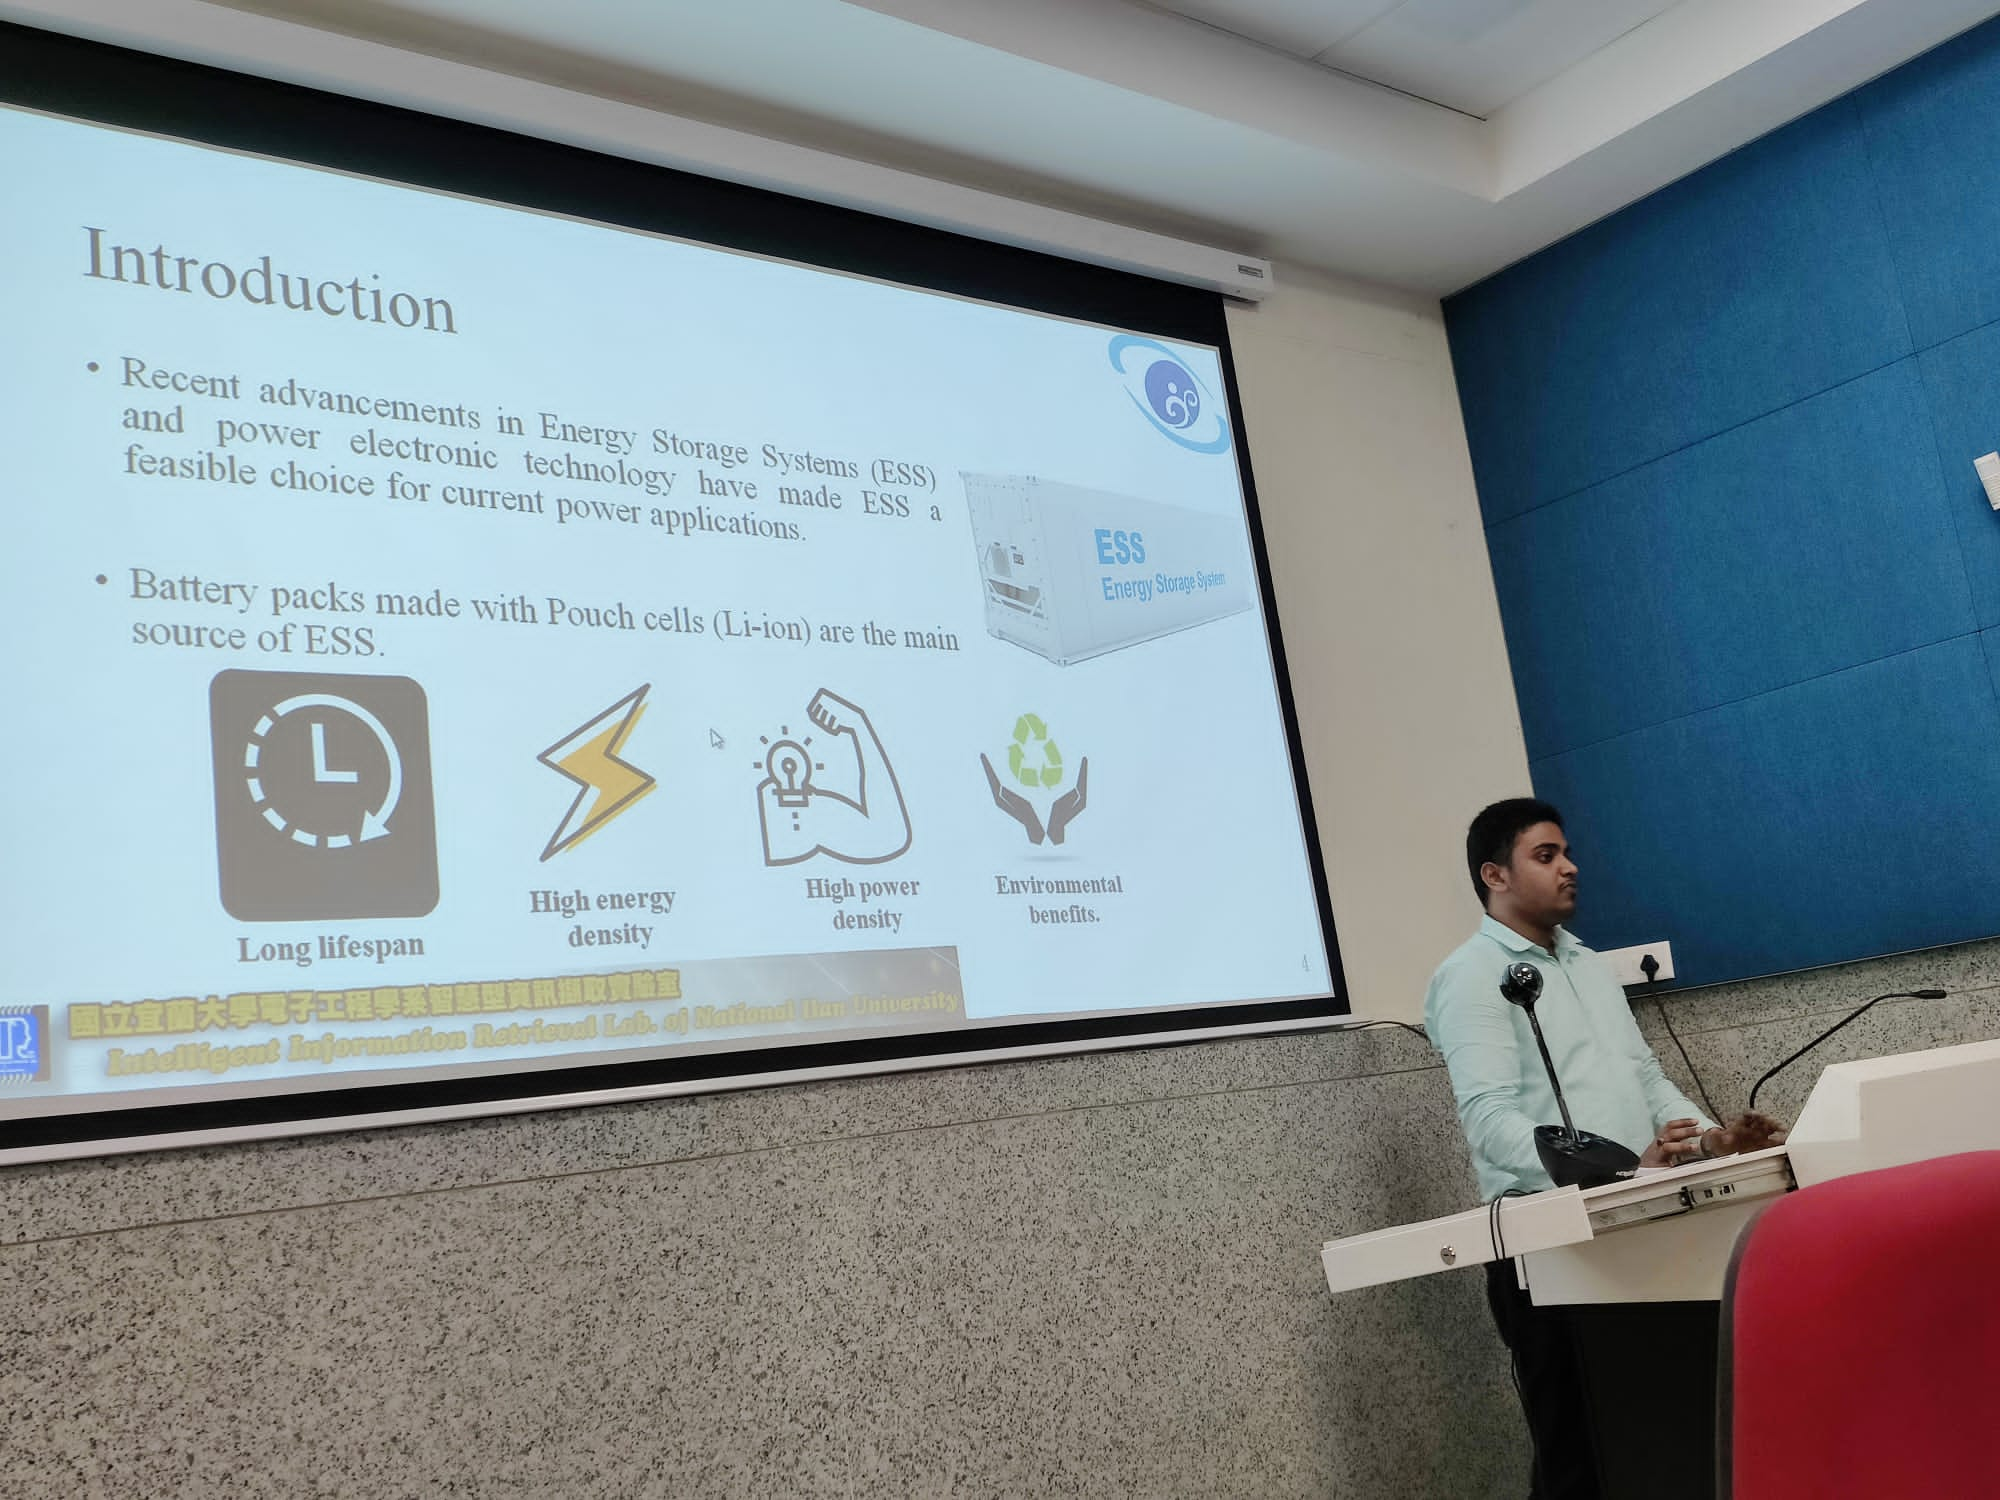 Introduction
• Recent advancements in Energy Storage Systems (ESS)
and power electronic technology have made ESS a
feasible choice for current power applications.
ESS
Energy Storage System
• Battery packs made with Pouch cells (Li-ion) are the main
source of ESS.
Long lifespan
High energy
density
High power
density
Environmental
benefits.
4
國立宜蘭大學電子工程學系智慧型資訊擷取實驗室
Intelligent Information Retrieval Lab. of National Ilan University